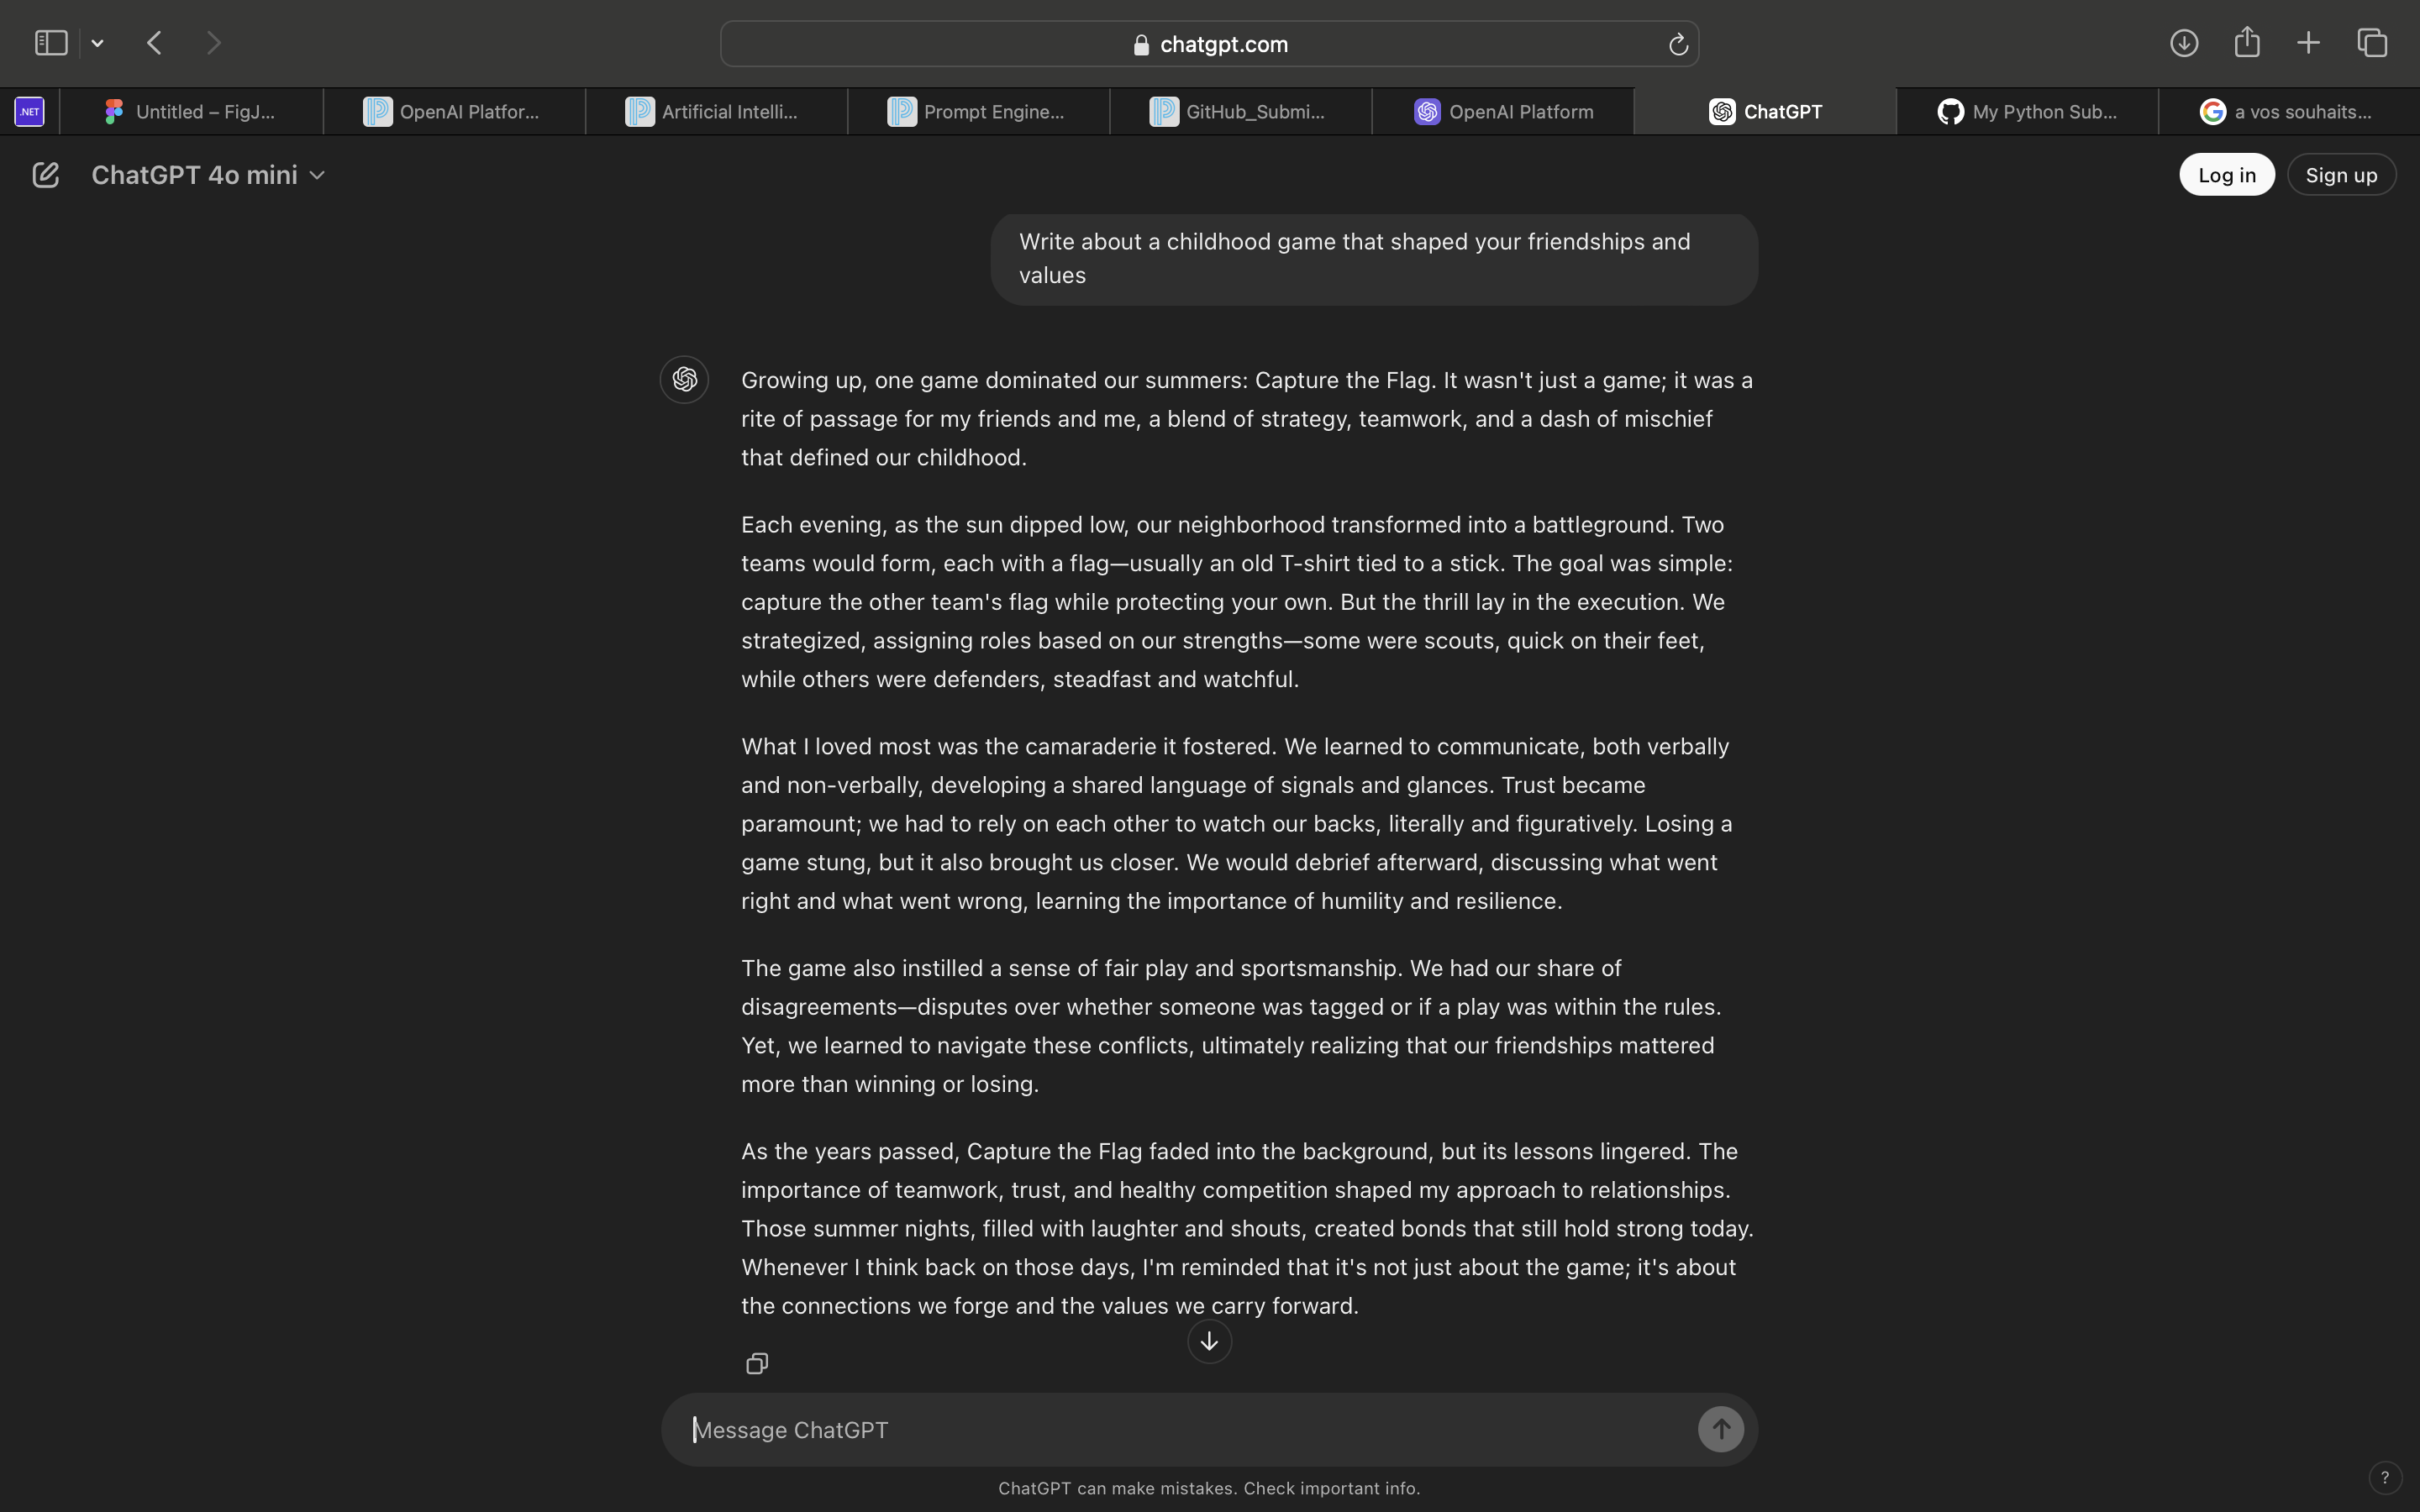 chatgpt.com
.NET
Untitled – FigJ...
OpenAI Platfor...
Artificial Intelli...
Prompt Engine...
GitHub_Submi...
OpenAI Platform
ChatGPT
My Python Sub...
a vos souhaits...
ChatGPT 4o mini
Log in
Sign up
Write about a childhood game that shaped your friendships and
values
Growing up, one game dominated our summers: Capture the Flag. It wasn't just a game; it was a
rite of passage for my friends and me, a blend of strategy, teamwork, and a dash of mischief
that defined our childhood.
Each evening, as the sun dipped low, our neighborhood transformed into a battleground. Two
teams would form, each with a flag—usually an old T-shirt tied to a stick. The goal was simple:
capture the other team's flag while protecting your own. But the thrill lay in the execution. We
strategized, assigning roles based on our strengths—some were scouts, quick on their feet,
while others were defenders, steadfast and watchful.
What I loved most was the camaraderie it fostered. We learned to communicate, both verbally
and non-verbally, developing a shared language of signals and glances. Trust became
paramount; we had to rely on each other to watch our backs, literally and figuratively. Losing a
game stung, but it also brought us closer. We would debrief afterward, discussing what went
right and what went wrong, learning the importance of humility and resilience.
The game also instilled a sense of fair play and sportsmanship. We had our share of
disagreements—disputes over whether someone was tagged or if a play was within the rules.
Yet, we learned to navigate these conflicts, ultimately realizing that our friendships mattered
more than winning or losing.
As the years passed, Capture the Flag faded into the background, but its lessons lingered. The
importance of teamwork, trust, and healthy competition shaped my approach to relationships.
Those summer nights, filled with laughter and shouts, created bonds that still hold strong today.
Whenever I think back on those days, I'm reminded that it's not just about the game; it's about
the connections we forge and the values we carry forward.
Message ChatGPT
ChatGPT can make mistakes. Check important info.
?